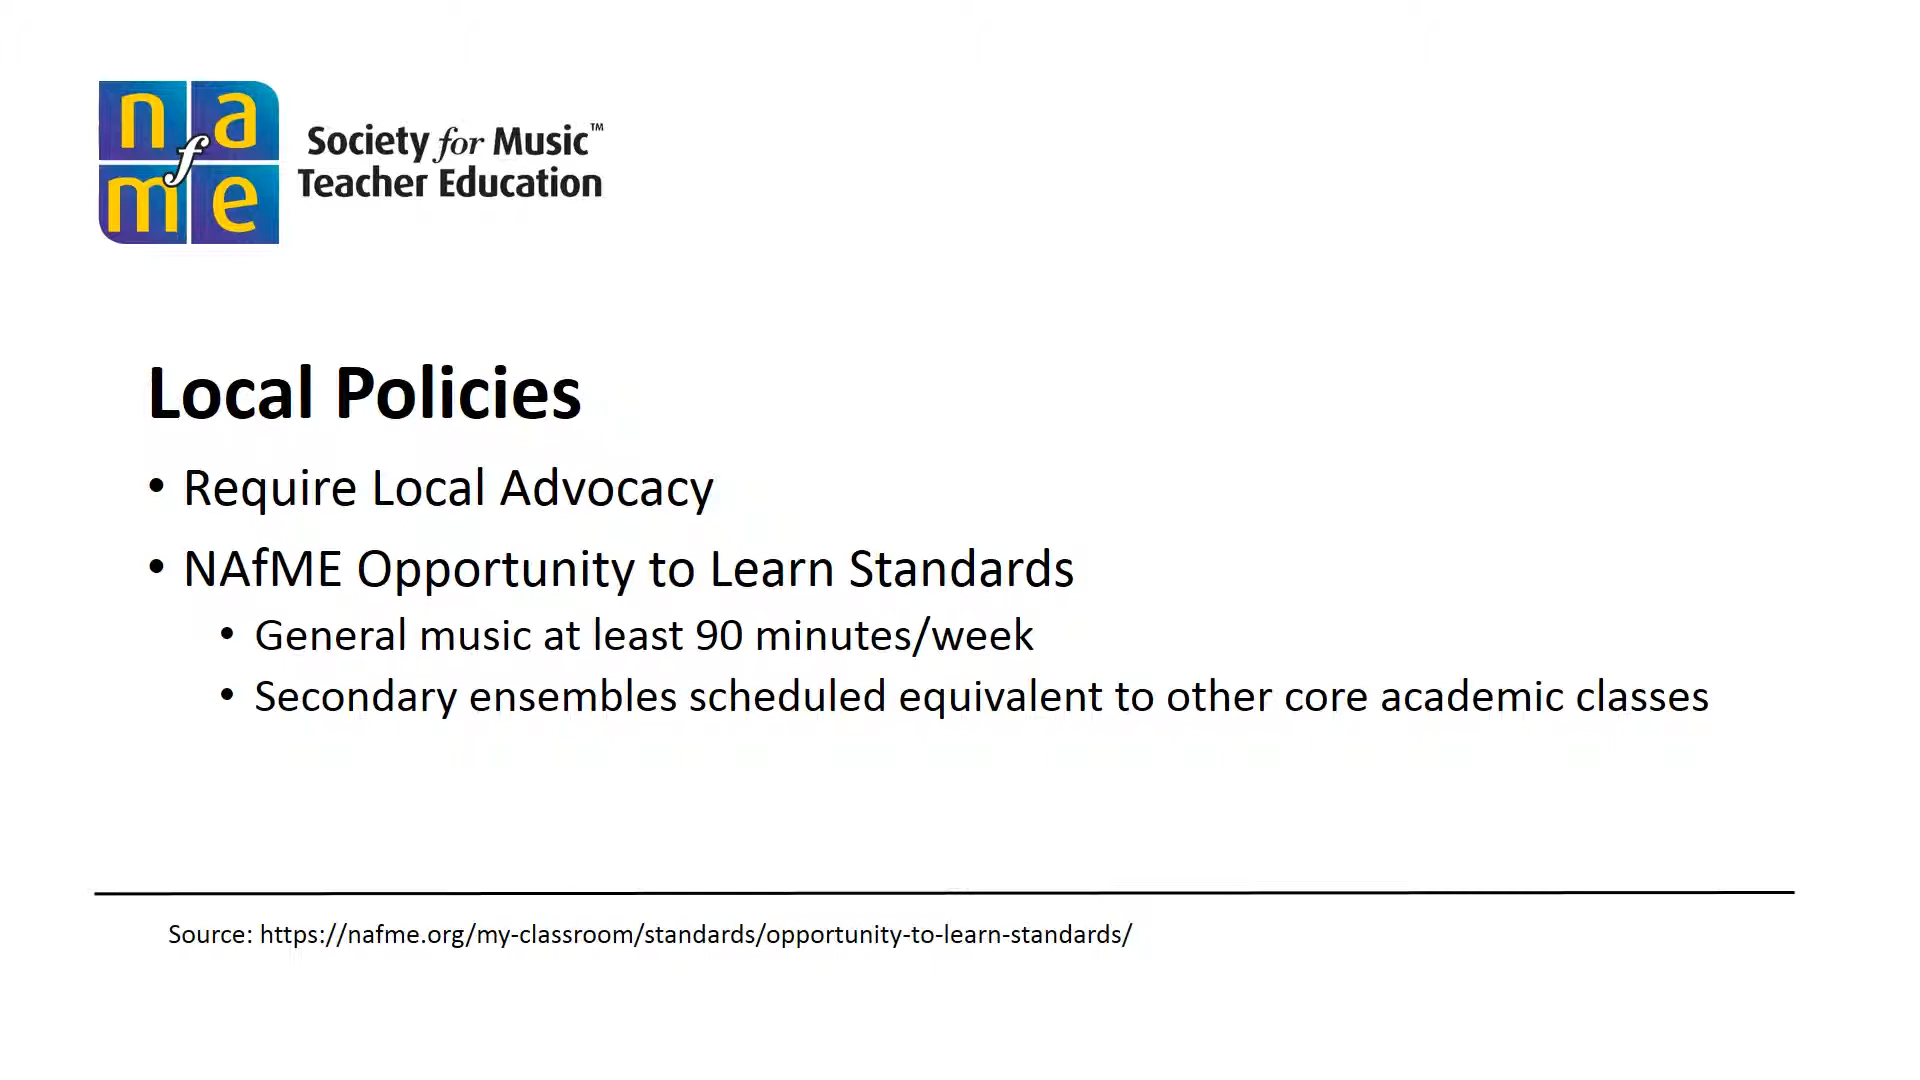 nafme
Society for Music™
Teacher Education
Local Policies
• Require Local Advocacy
• NAfME Opportunity to Learn Standards
• General music at least 90 minutes/week
• Secondary ensembles scheduled equivalent to other core academic classes
Source: https://nafme.org/my-classroom/standards/opportunity-to-learn-standards/